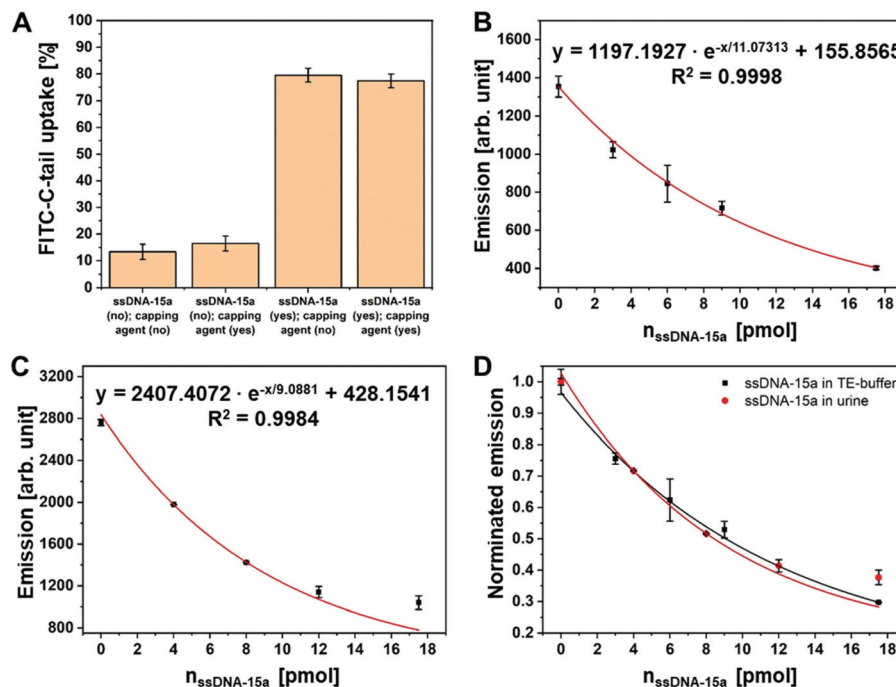 A
FITC-C-tail uptake [%]
100
90
80
70
60
50
40
30
20
10
0
ssDNA-15a (no); capping agent (no)
ssDNA-15a (no); capping agent (yes)
ssDNA-15a (yes); capping agent (no)
ssDNA-15a (yes); capping agent (yes)
B
y = 1197.1927 · e-x/11.07313 + 155.8565
R2 = 0.9998
Emission [arb. unit]
1600
1400
1200
1000
800
600
400
0 2 4 6 8 10 12 14 16 18
nssDNA-15a [pmol]
C
y = 2407.4072 · e-x/9.0881 + 428.1541
R2 = 0.9984
Emission [arb. unit]
3200
2800
2400
2000
1600
1200
800
0 2 4 6 8 10 12 14 16 18
nssDNA-15a [pmol]
D
ssDNA-15a in TE-buffer
ssDNA-15a in urine
Norminated emission
1.0
0.9
0.8
0.7
0.6
0.5
0.4
0.3
0.2
0 2 4 6 8 10 12 14 16 18
nssDNA-15a [pmol]